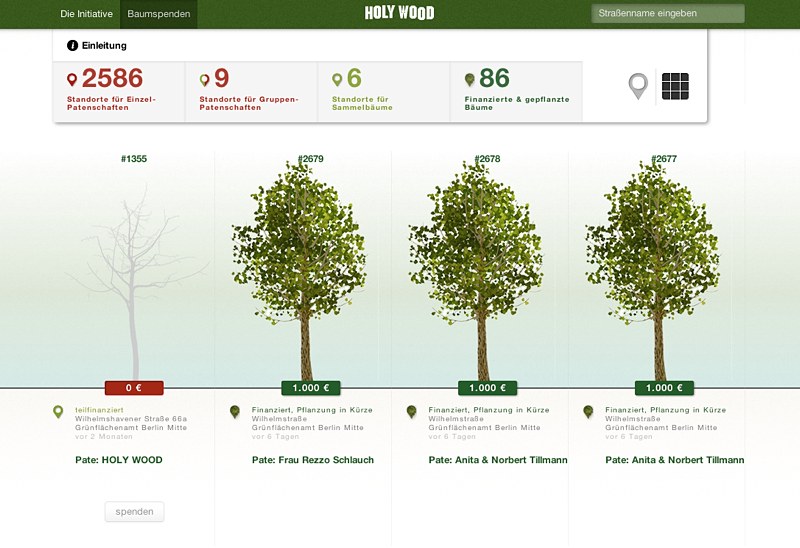 Die Initiative
Baumspenden
HOLY WOOD
Straßenname eingeben
i Einleitung
2586
Standorte für Einzel-
Patenschaften
9
Standorte für Gruppen-
Patenschaften
6
Standorte für
Sammelbäume
86
Finanzierte & gepflanzte
Bäume
#1355
#2679
#2678
#2677
0 €
1.000 €
1.000 €
1.000 €
teilfinanziert
Wilhelmshavener Straße 66a
Grünflächenamt Berlin Mitte
vor 2 Monaten
Pate: HOLY WOOD
spenden
Finanziert, Pflanzung in Kürze
Wilhelmstraße
Grünflächenamt Berlin Mitte
vor 6 Tagen
Pate: Frau Rezzo Schlauch
Finanziert, Pflanzung in Kürze
Wilhelmstraße
Grünflächenamt Berlin Mitte
vor 6 Tagen
Pate: Anita & Norbert Tillmann
Finanziert, Pflanzung in Kürze
Wilhelmstraße
Grünflächenamt Berlin Mitte
vor 6 Tagen
Pate: Anita & Norbert Tillmann